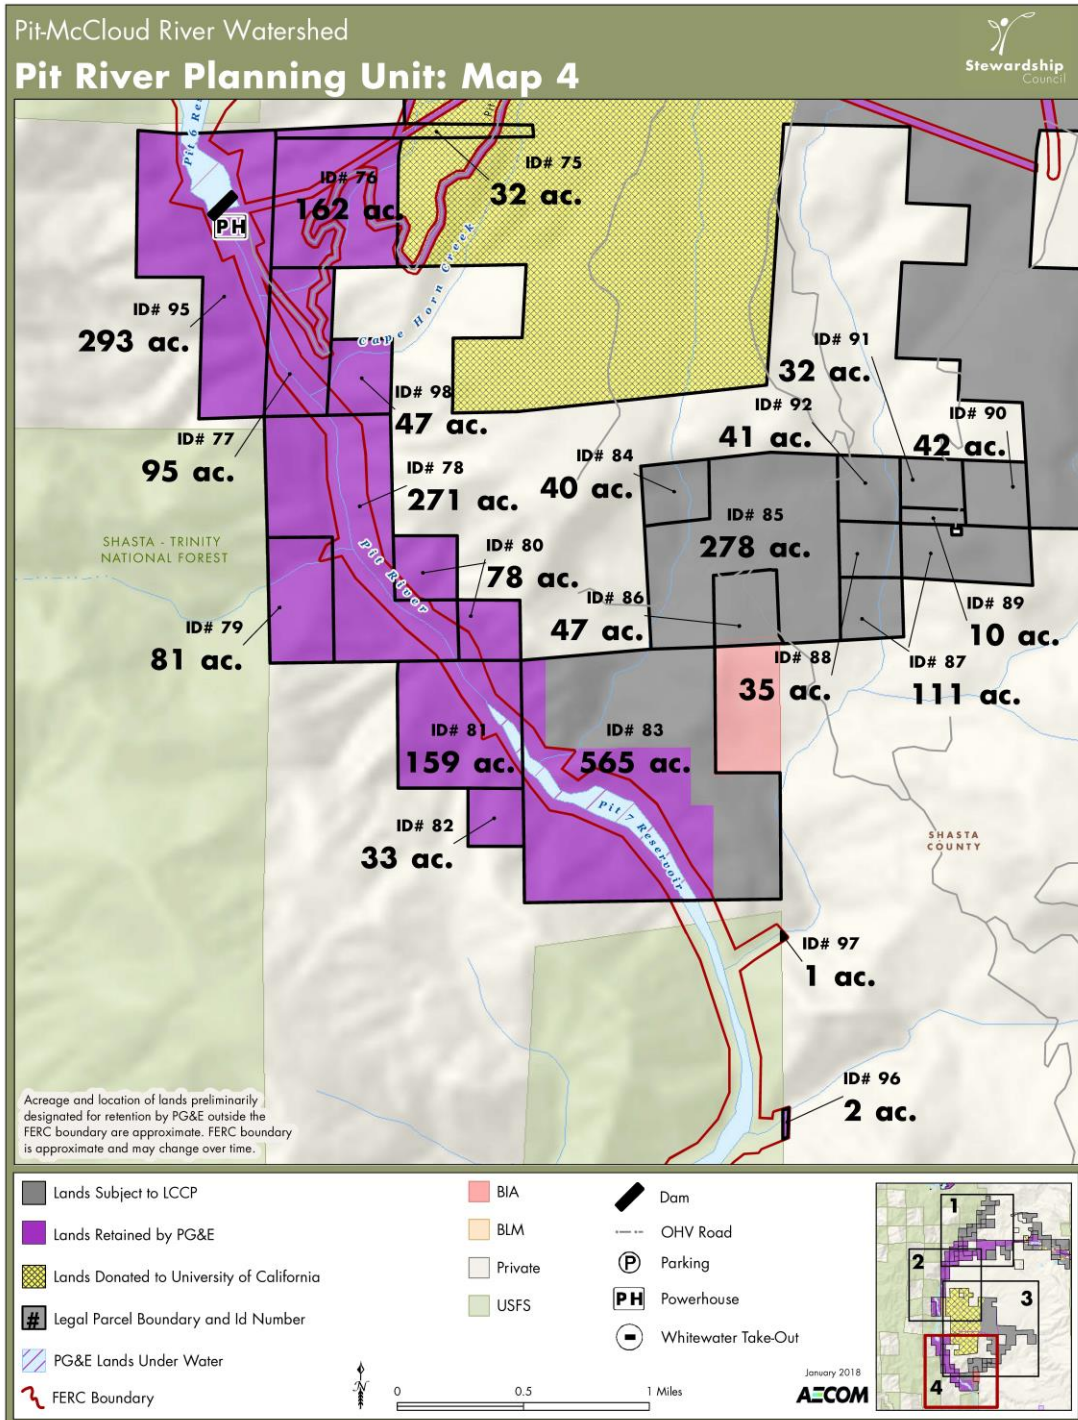 Pit-McCloud River Watershed
Pit River Planning Unit: Map 4
Stewardship
Council
Pit 6 Re
ID# 75
32 ac.
ID# 76
162 ac.
PH
Cape Horn Creek
ID# 95
293 ac.
ID# 91
32 ac.
ID# 98
47 ac.
ID# 92
41 ac.
ID# 90
42 ac.
ID# 77
95 ac.
ID# 84
40 ac.
ID# 78
271 ac.
ID# 85
278 ac.
SHASTA - TRINITY
NATIONAL FOREST
Pit River
ID# 80
78 ac.
ID# 86
47 ac.
ID# 89
10 ac.
ID# 79
81 ac.
ID# 88
35 ac.
ID# 87
111 ac.
ID# 81
159 ac.
ID# 83
565 ac.
Pit 7 Reservoir
ID# 82
33 ac.
SHASTA
COUNTY
ID# 97
1 ac.
ID# 96
2 ac.
Acreage and location of lands preliminarily
designated for retention by PG&E outside the
FERC boundary are approximate. FERC boundary
is approximate and may change over time.
Lands Subject to LCCP
Lands Retained by PG&E
Lands Donated to University of California
# Legal Parcel Boundary and Id Number
PG&E Lands Under Water
FERC Boundary
BIA
BLM
Private
USFS
Dam
OHV Road
P Parking
PH Powerhouse
Whitewater Take-Out
N
0 0.5 1 Miles
January 2018
AECOM
1
2
3
4